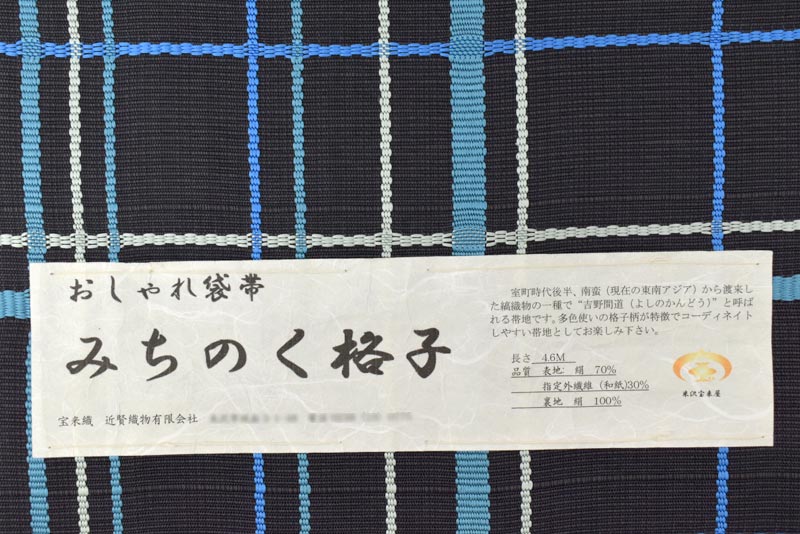 おしゃれ袋帯
みちのく格子
宝来織　近賢織物有限会社
室町時代後半、南蛮（現在の東南アジア）から渡来し
た縞織物の一種で“吉野間道（よしのかんどう）”と呼ば
れる帯地です。多色使いの格子柄が特徴でコーディネイト
しやすい帯地としてお楽しみ下さい。
長さ　4.6M
品質　表地:　絹　70%
指定外繊維　(和紙)30%
裏地　絹　100%
米沢宝来屋